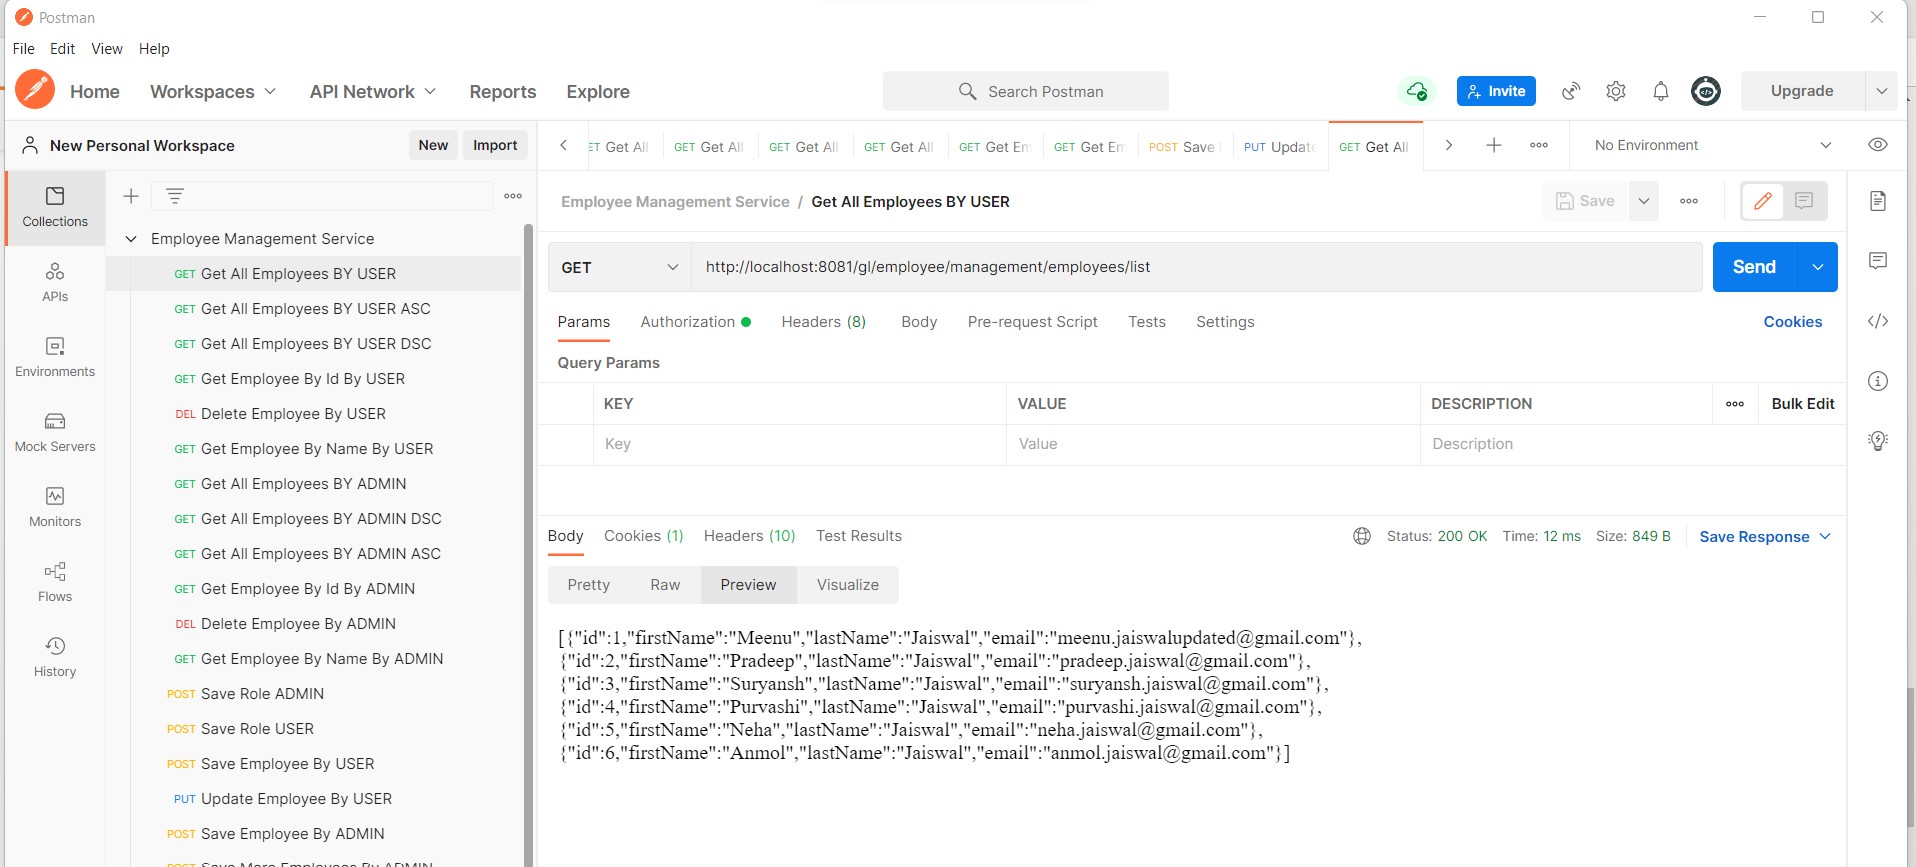 Postman
File Edit View Help
Home Workspaces API Network Reports Explore Search Postman Invite Upgrade
New Personal Workspace New Import
ET Get All GET Get All GET Get All GET Get All GET Get Em GET Get Em POST Save PUT Update GET Get All No Environment
Collections
APIs
Environments
Mock Servers
Monitors
Flows
History
Employee Management Service
GET Get All Employees BY USER
GET Get All Employees BY USER ASC
GET Get All Employees BY USER DSC
GET Get Employee By Id By USER
DEL Delete Employee By USER
GET Get Employee By Name By USER
GET Get All Employees BY ADMIN
GET Get All Employees BY ADMIN DSC
GET Get All Employees BY ADMIN ASC
GET Get Employee By Id By ADMIN
DEL Delete Employee By ADMIN
GET Get Employee By Name By ADMIN
POST Save Role ADMIN
POST Save Role USER
POST Save Employee By USER
PUT Update Employee By USER
POST Save Employee By ADMIN
POST Save More Employees By ADMIN
Employee Management Service / Get All Employees BY USER Save
GET http://localhost:8081/gl/employee/management/employees/list Send
Params Authorization Headers (8) Body Pre-request Script Tests Settings Cookies
Query Params
KEY VALUE DESCRIPTION Bulk Edit
Key Value Description
Body Cookies (1) Headers (10) Test Results Status: 200 OK Time: 12 ms Size: 849 B Save Response
Pretty Raw Preview Visualize
[{"id":1,"firstName":"Meenu","lastName":"Jaiswal","email":"meenu.jaiswalupdated@gmail.com"},
{"id":2,"firstName":"Pradeep","lastName":"Jaiswal","email":"pradeep.jaiswal@gmail.com"},
{"id":3,"firstName":"Suryansh","lastName":"Jaiswal","email":"suryansh.jaiswal@gmail.com"},
{"id":4,"firstName":"Purvashi","lastName":"Jaiswal","email":"purvashi.jaiswal@gmail.com"},
{"id":5,"firstName":"Neha","lastName":"Jaiswal","email":"neha.jaiswal@gmail.com"},
{"id":6,"firstName":"Anmol","lastName":"Jaiswal","email":"anmol.jaiswal@gmail.com"}]